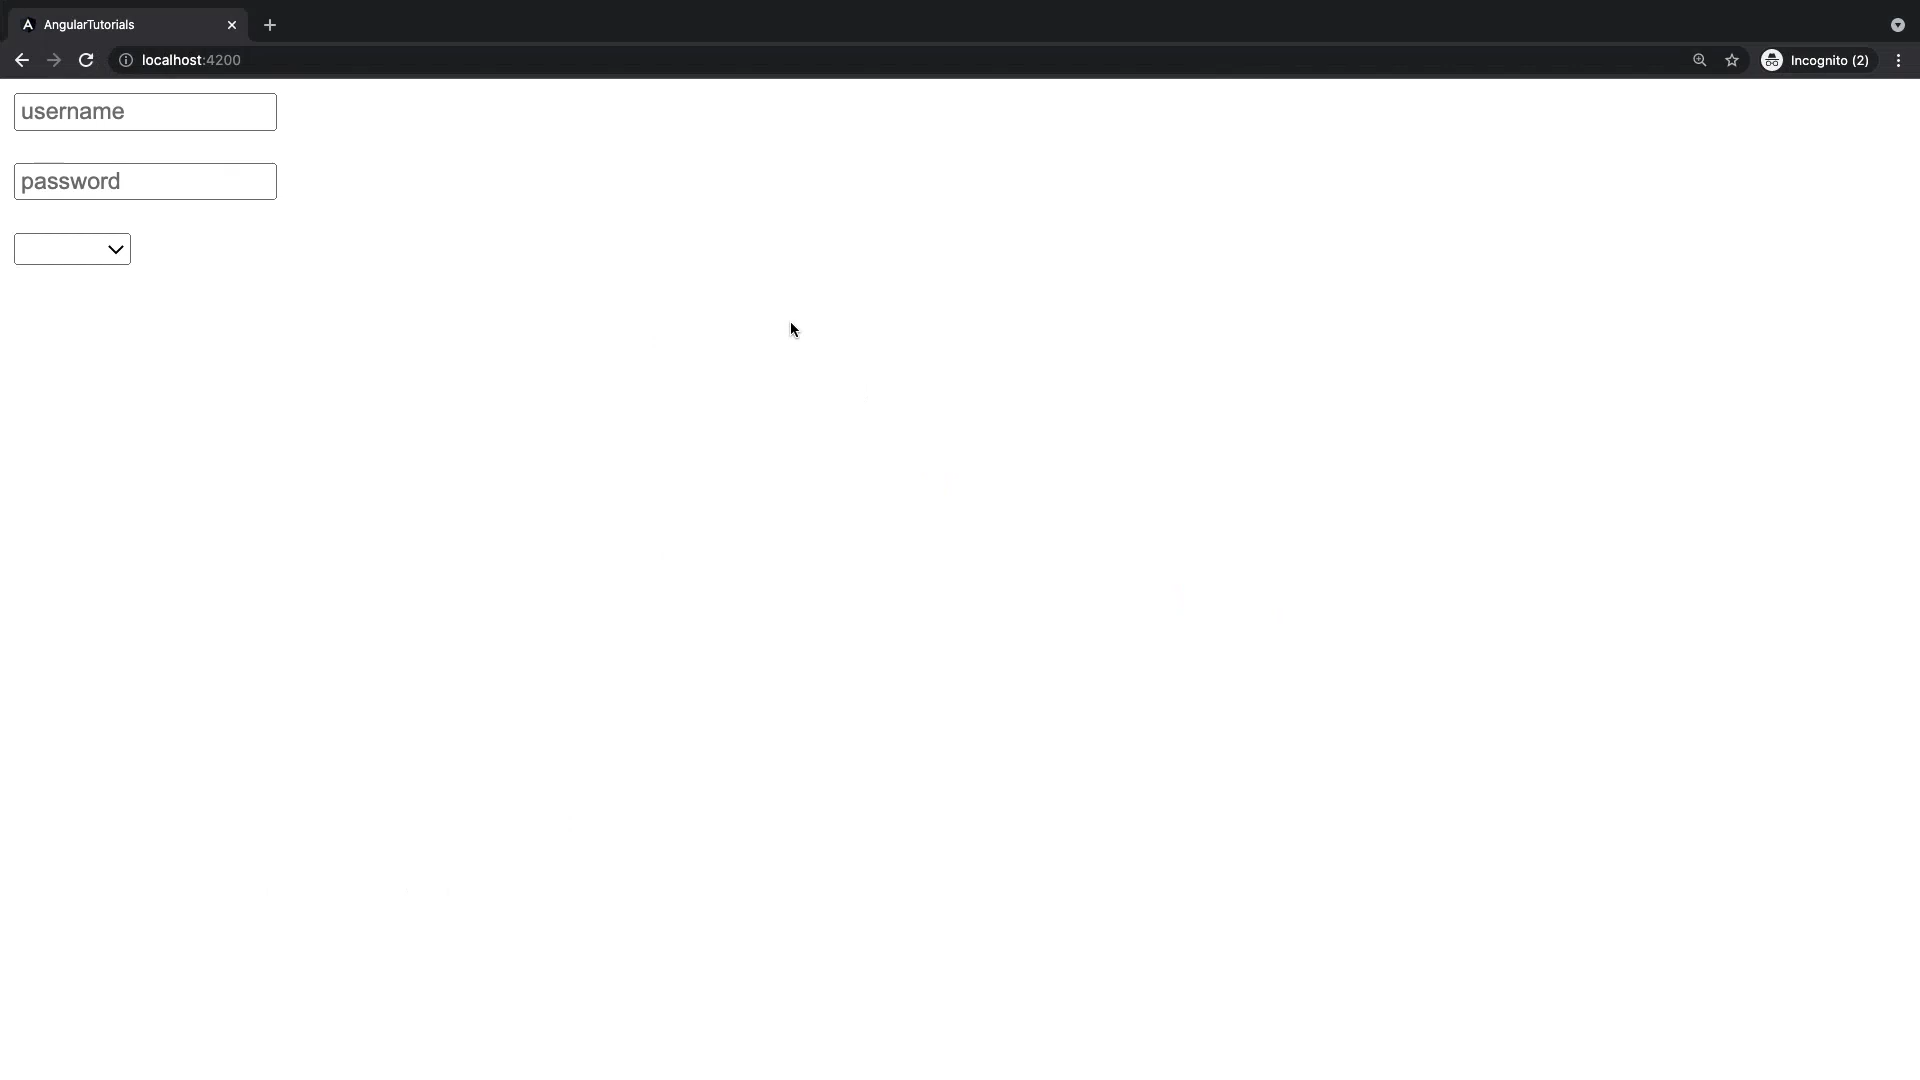 AngularTutorials
localhost:4200
Incognito (2)
username
password